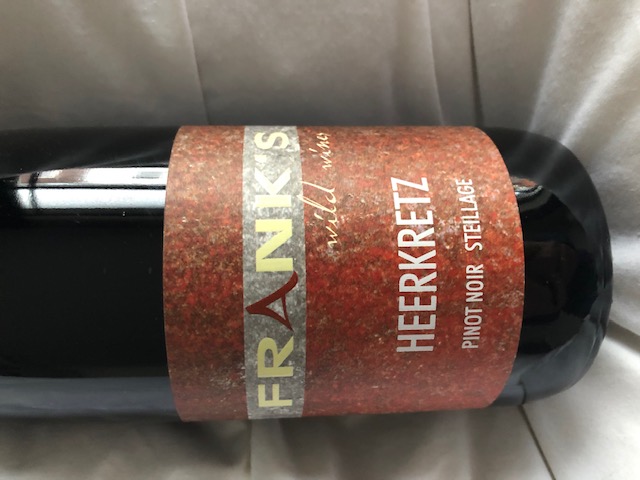 FRANK'S
wild wine
HEERKRETZ
PINOT NOIR STEILLAGE